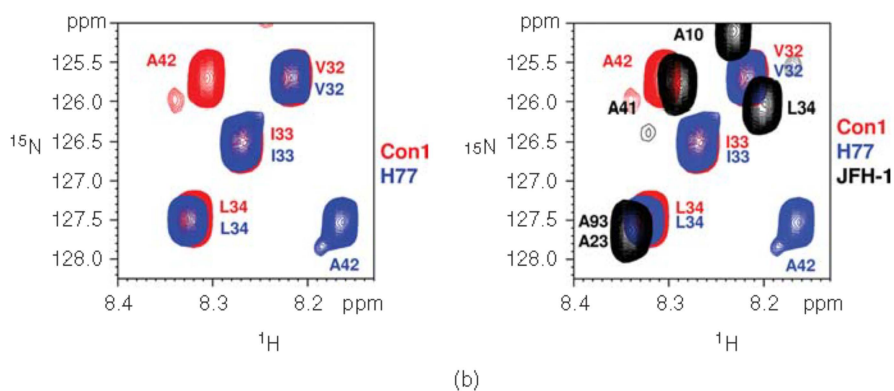 ppm
125.5
126.0
126.5
127.0
127.5
128.0
15N
A42
V32
V32
I33
I33
L34
L34
A42
Con1
H77
8.4
8.3
8.2
ppm
1H
ppm
125.5
126.0
126.5
127.0
127.5
128.0
15N
A10
A42
V32
V32
A41
L34
I33
I33
L34
L34
A93
A23
A42
Con1
H77
JFH-1
8.4
8.3
8.2
ppm
1H
(b)